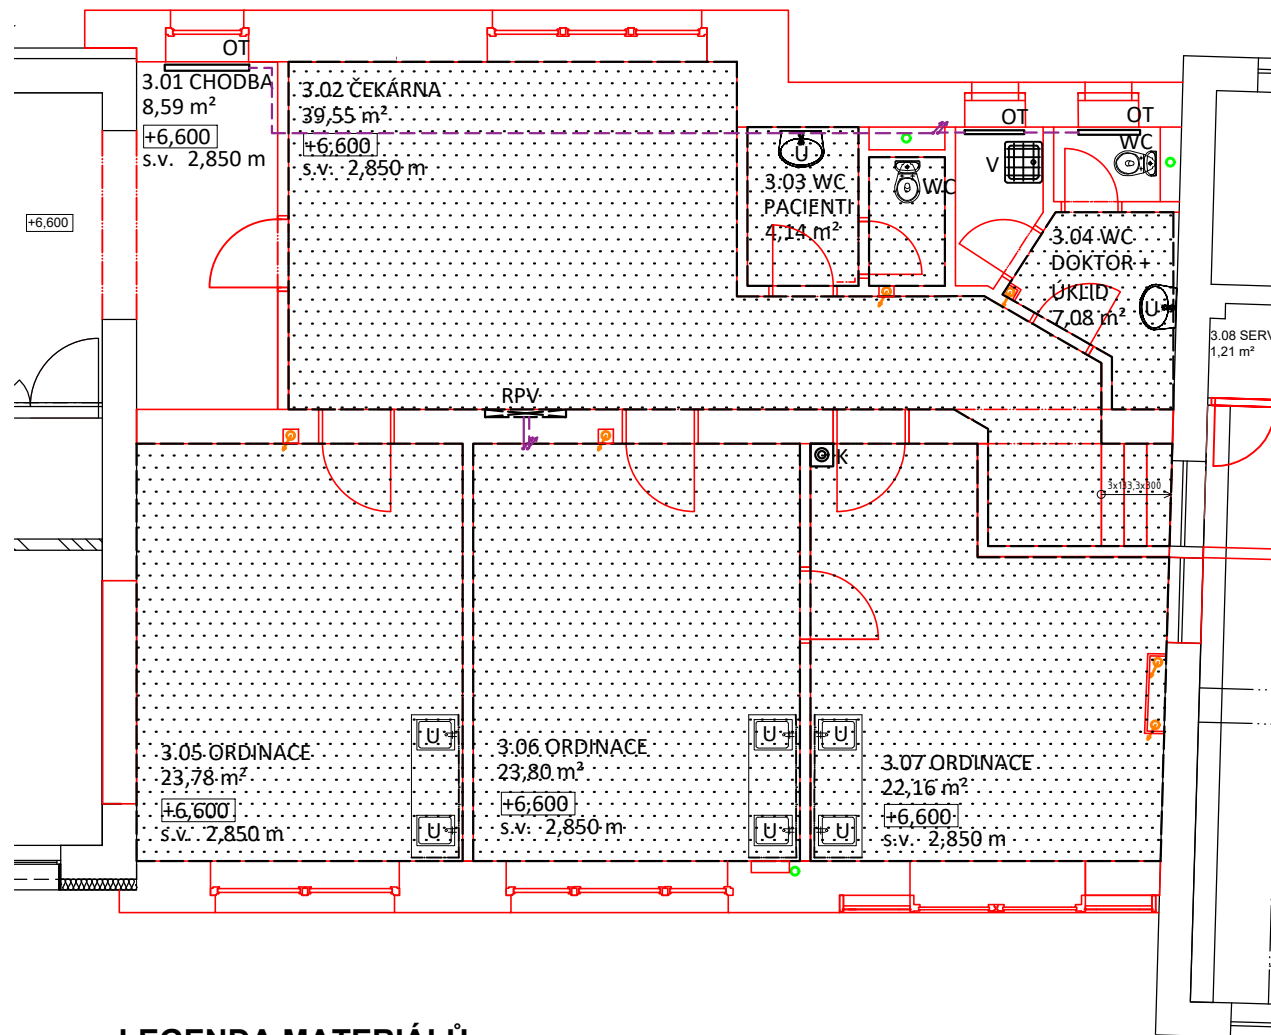 OT
3.01 CHODBA
8,59 m²
+6,600
s.v. 2,850 m
3.02 ČEKÁRNA
39,55 m²
+6,600
s.v. 2,850 m
OT
OT
WC
U
V
3.03 WC
PACIENTI
4,14 m²
WC
+6,600
3.04 WC
DOKTOR +
ÚKLID
7,08 m²
U
3.08 SERV
1,21 m²
RPV
K
3x133,3x300
3.05 ORDINACE
23,78 m²
+6,600
s.v. 2,850 m
U
U
3.06 ORDINACE
23,80 m²
+6,600
s.v. 2,850 m
U
U
U
U
3.07 ORDINACE
22,16 m²
+6,600
s.v. 2,850 m
LEGENDA MATERIÁLŮ